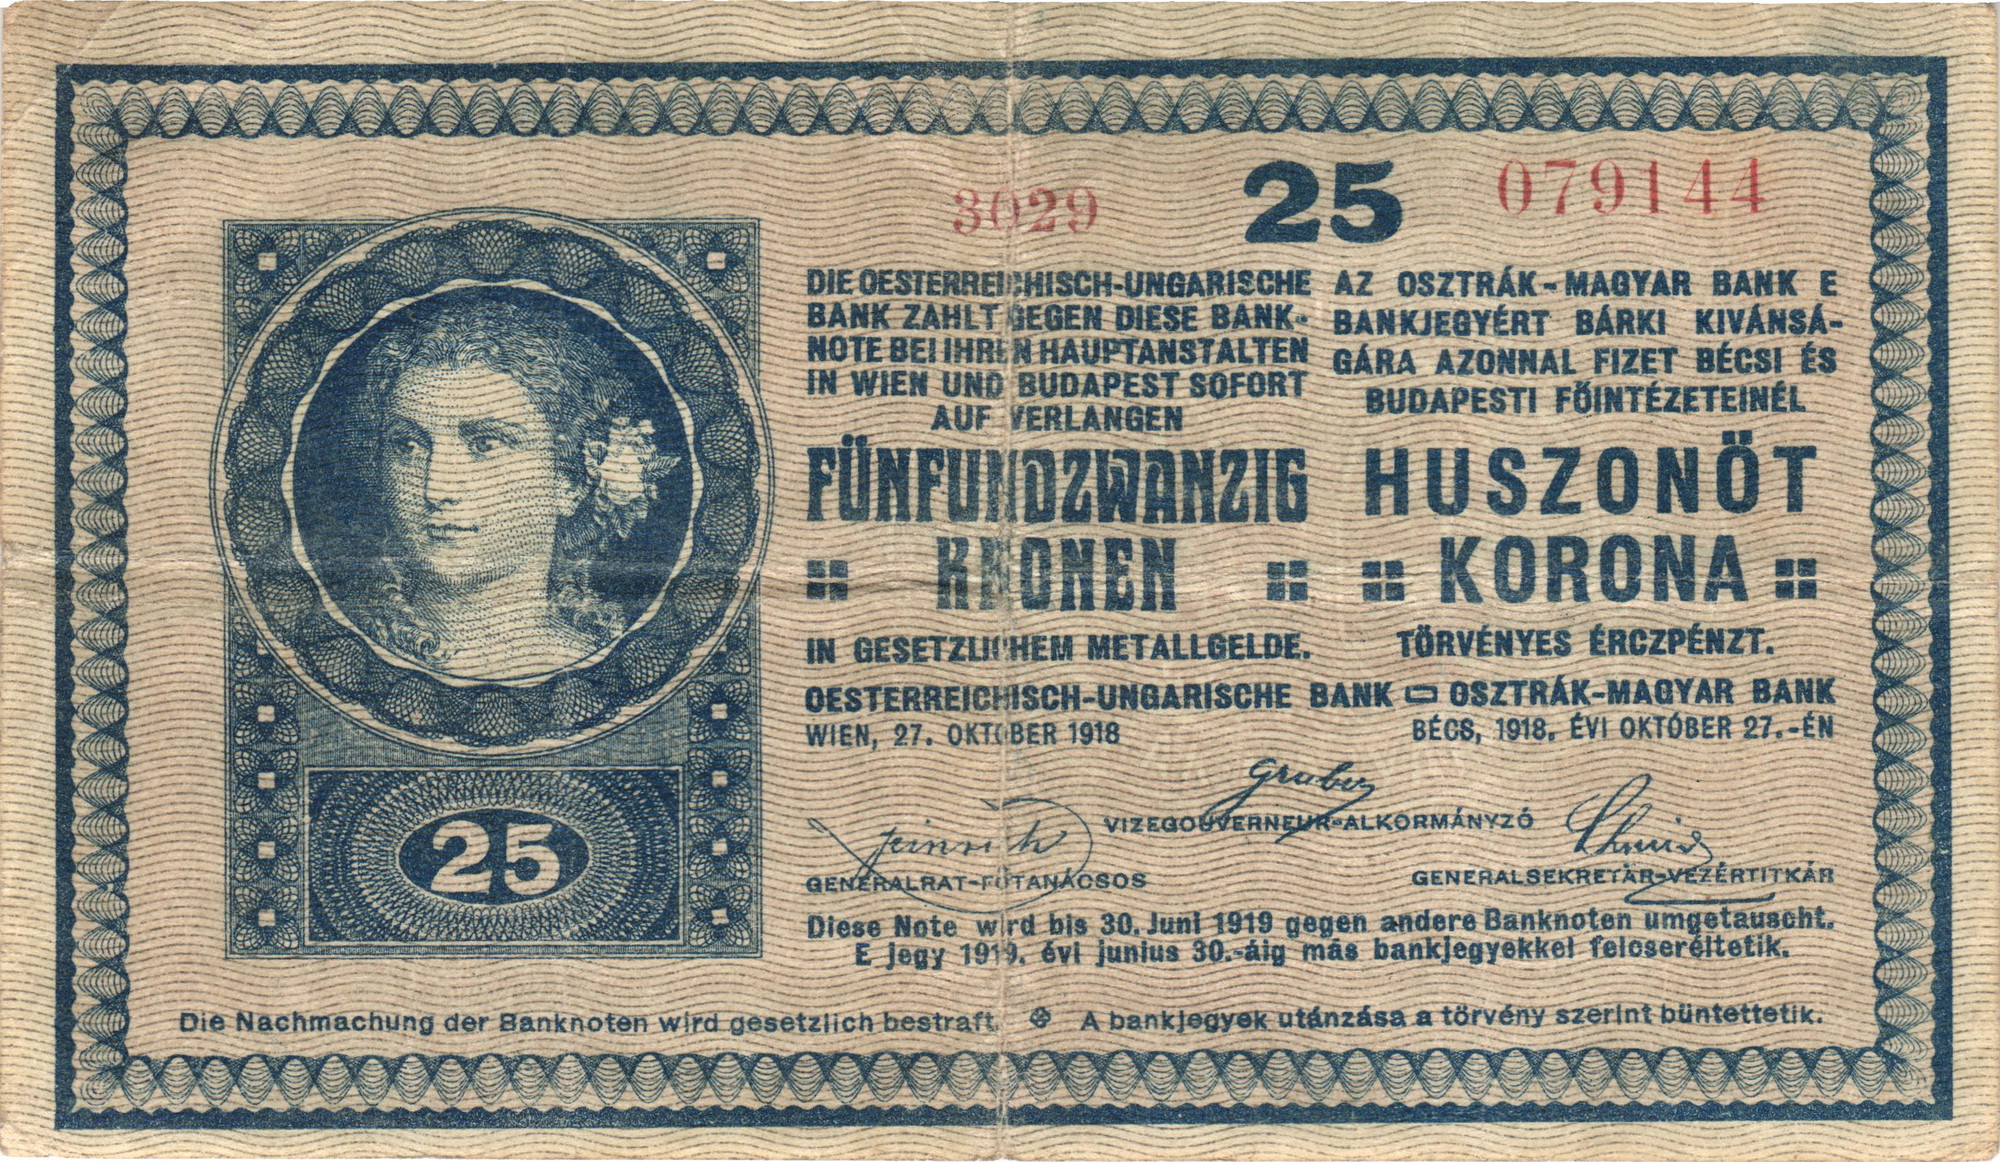 3029 25 079144
DIE OESTERREICHISCH-UNGARISCHE
BANK ZAHLT GEGEN DIESE BANK-
NOTE BEI IHREN HAUPTANSTALTEN
IN WIEN UND BUDAPEST SOFORT
AUF VERLANGEN
FÜNFUNDZWANZIG
KRONEN
IN GESETZLICHEM METALLGELDE.
AZ OSZTRÁK-MAGYAR BANK E
BANKJEGYÉRT BÁRKI KIVÁNSÁ-
GÁRA AZONNAL FIZET BÉCSI ÉS
BUDAPESTI FŐINTÉZETEINÉL
HUSZONÖT
KORONA
TÖRVÉNYES ÉRCZPÉNZT.
OESTERREICHISCH-UNGARISCHE BANK OSZTRÁK-MAGYAR BANK
WIEN, 27. OKTOBER 1918
BÉCS, 1918. ÉVI OKTÓBER 27.-ÉN
Gruber
VIZEGOUVERNEUR-ALKORMÁNYZÓ
GENERALRAT-FŐTANÁCSOS
GENERALSEKRETÄR-VEZÉRTITKÁR
25
Diese Note wird bis 30. Juni 1919 gegen andere Banknoten umgetauscht.
E jegy 1919. évi junius 30.-áig más bankjegyekkel felcseréltetik.
Die Nachmachung der Banknoten wird gesetzlich bestraft.
A bankjegyek utánzása a törvény szerint büntettetik.